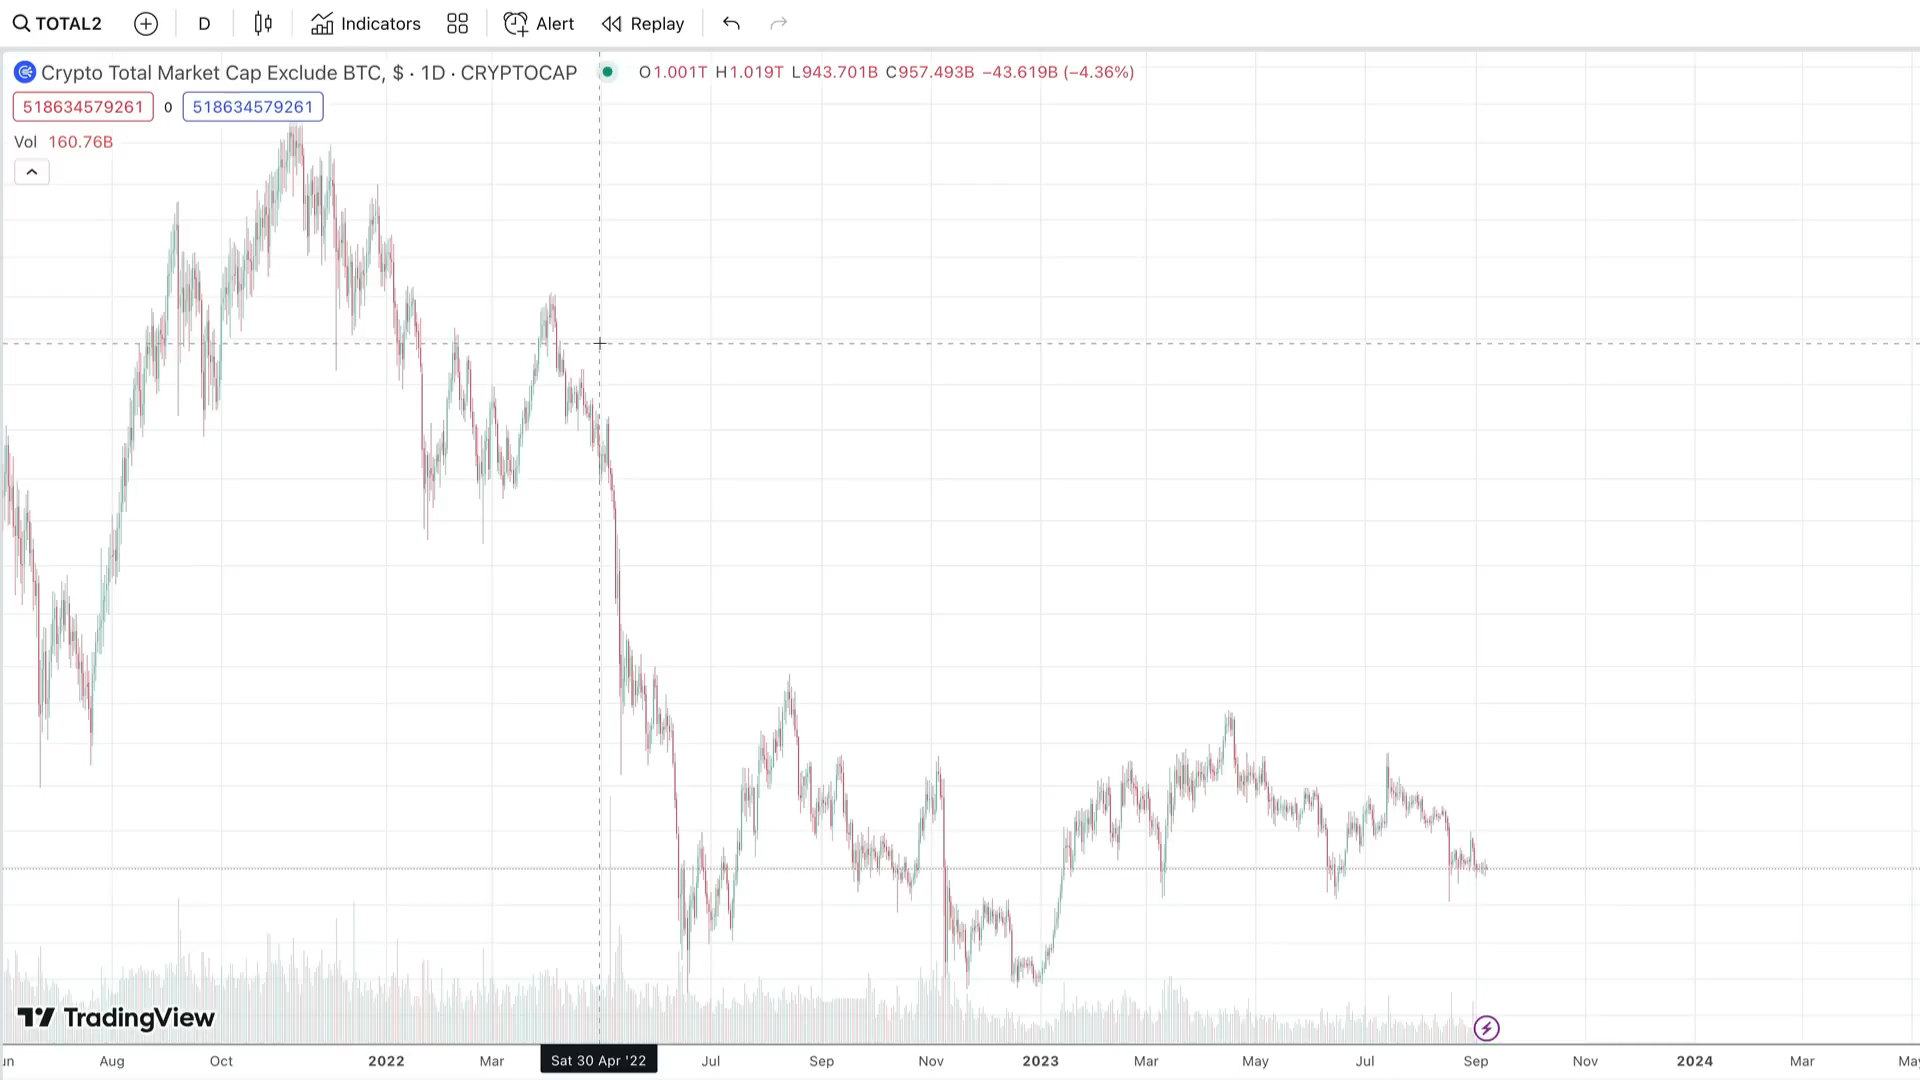 TOTAL2 D Indicators Alert Replay
Crypto Total Market Cap Exclude BTC, $ · 1D · CRYPTOCAP O1.001T H1.019T L943.701B C957.493B −43.619B (−4.36%)
518634579261 0 518634579261
Vol 160.76B
TradingView
un Aug Oct 2022 Mar Sat 30 Apr '22 Jul Sep Nov 2023 Mar May Jul Sep Nov 2024 Mar May